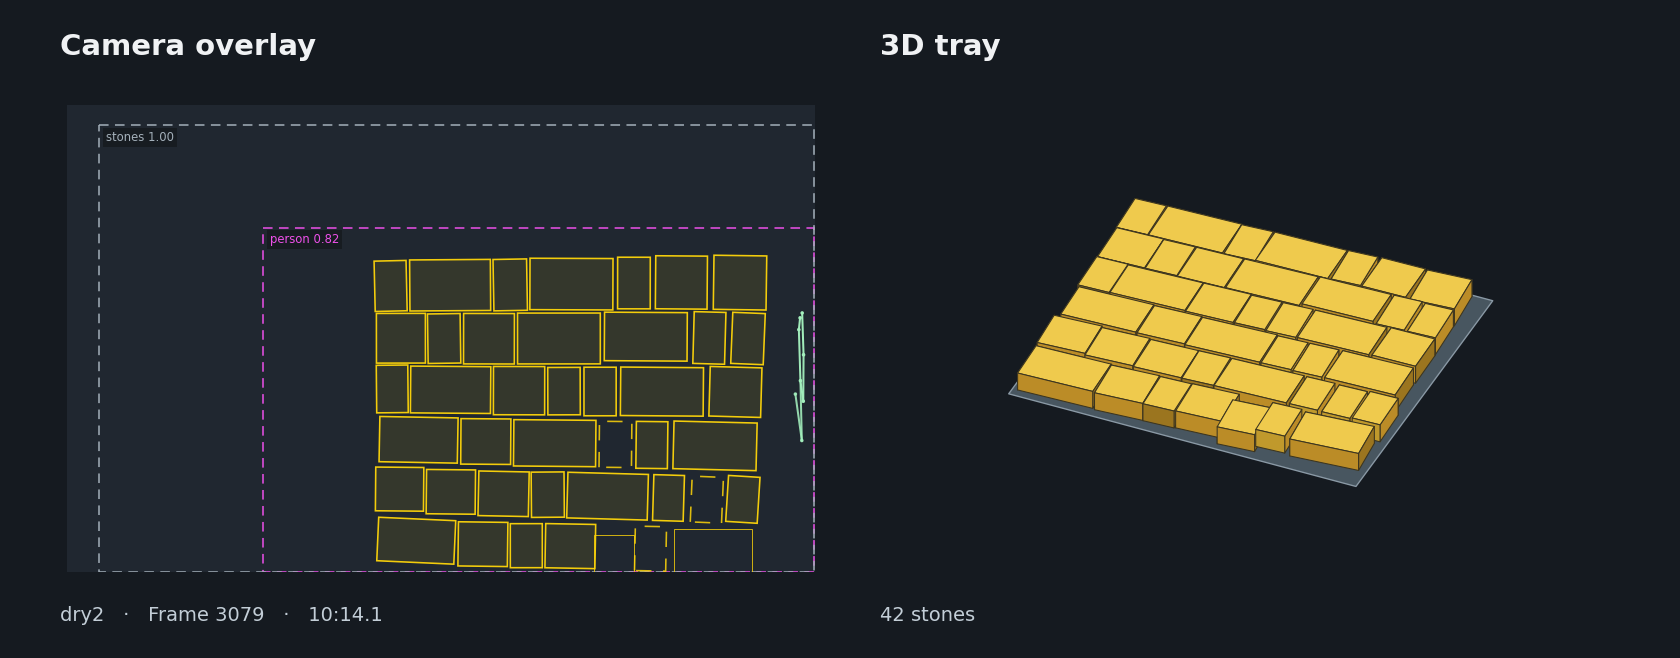 Camera overlay
3D tray
stones 1.00
person 0.82
dry2 · Frame 3079 · 10:14.1
42 stones